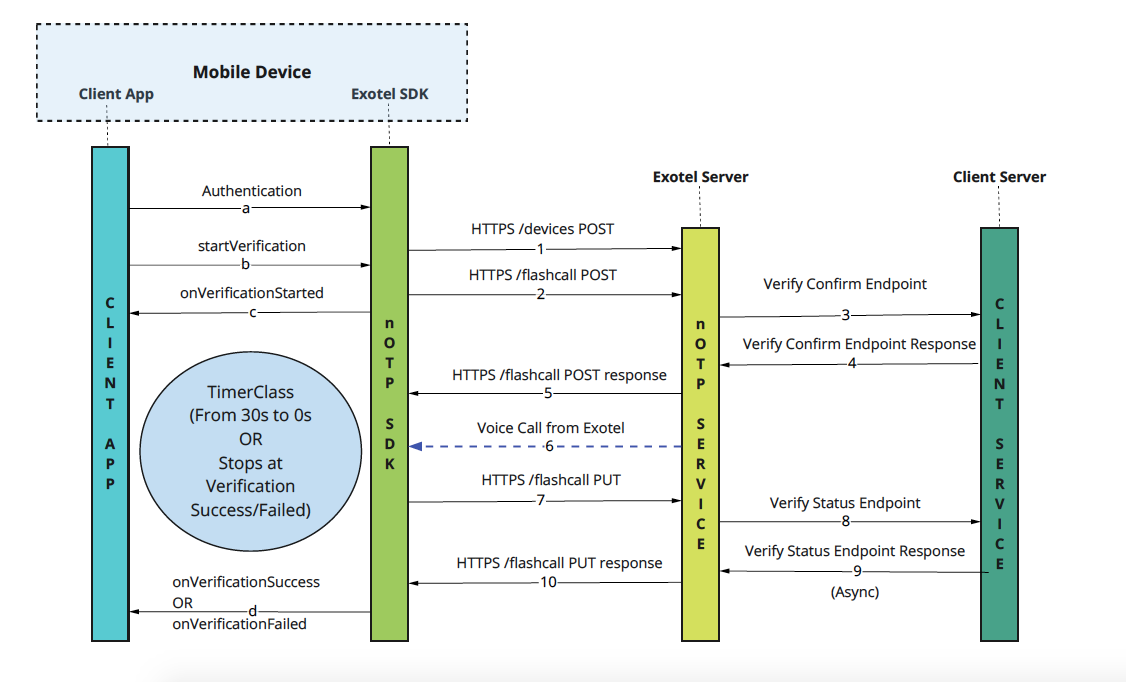 Mobile Device
Client App
Exotel SDK
Exotel Server
Client Server
Authentication
a
HTTPS /devices POST
1
startVerification
b
HTTPS /flashcall POST
2
Verify Confirm Endpoint
3
onVerificationStarted
c
Verify Confirm Endpoint Response
4
HTTPS /flashcall POST response
5
TimerClass
(From 30s to 0s
OR
Stops at
Verification
Success/Failed)
Voice Call from Exotel
6
HTTPS /flashcall PUT
7
Verify Status Endpoint
8
Verify Status Endpoint Response
9
(Async)
HTTPS /flashcall PUT response
10
onVerificationSuccess
OR
d
onVerificationFailed
CLIENT APP
nOTP SDK
nOTP SERVICE
CLIENT SERVICE